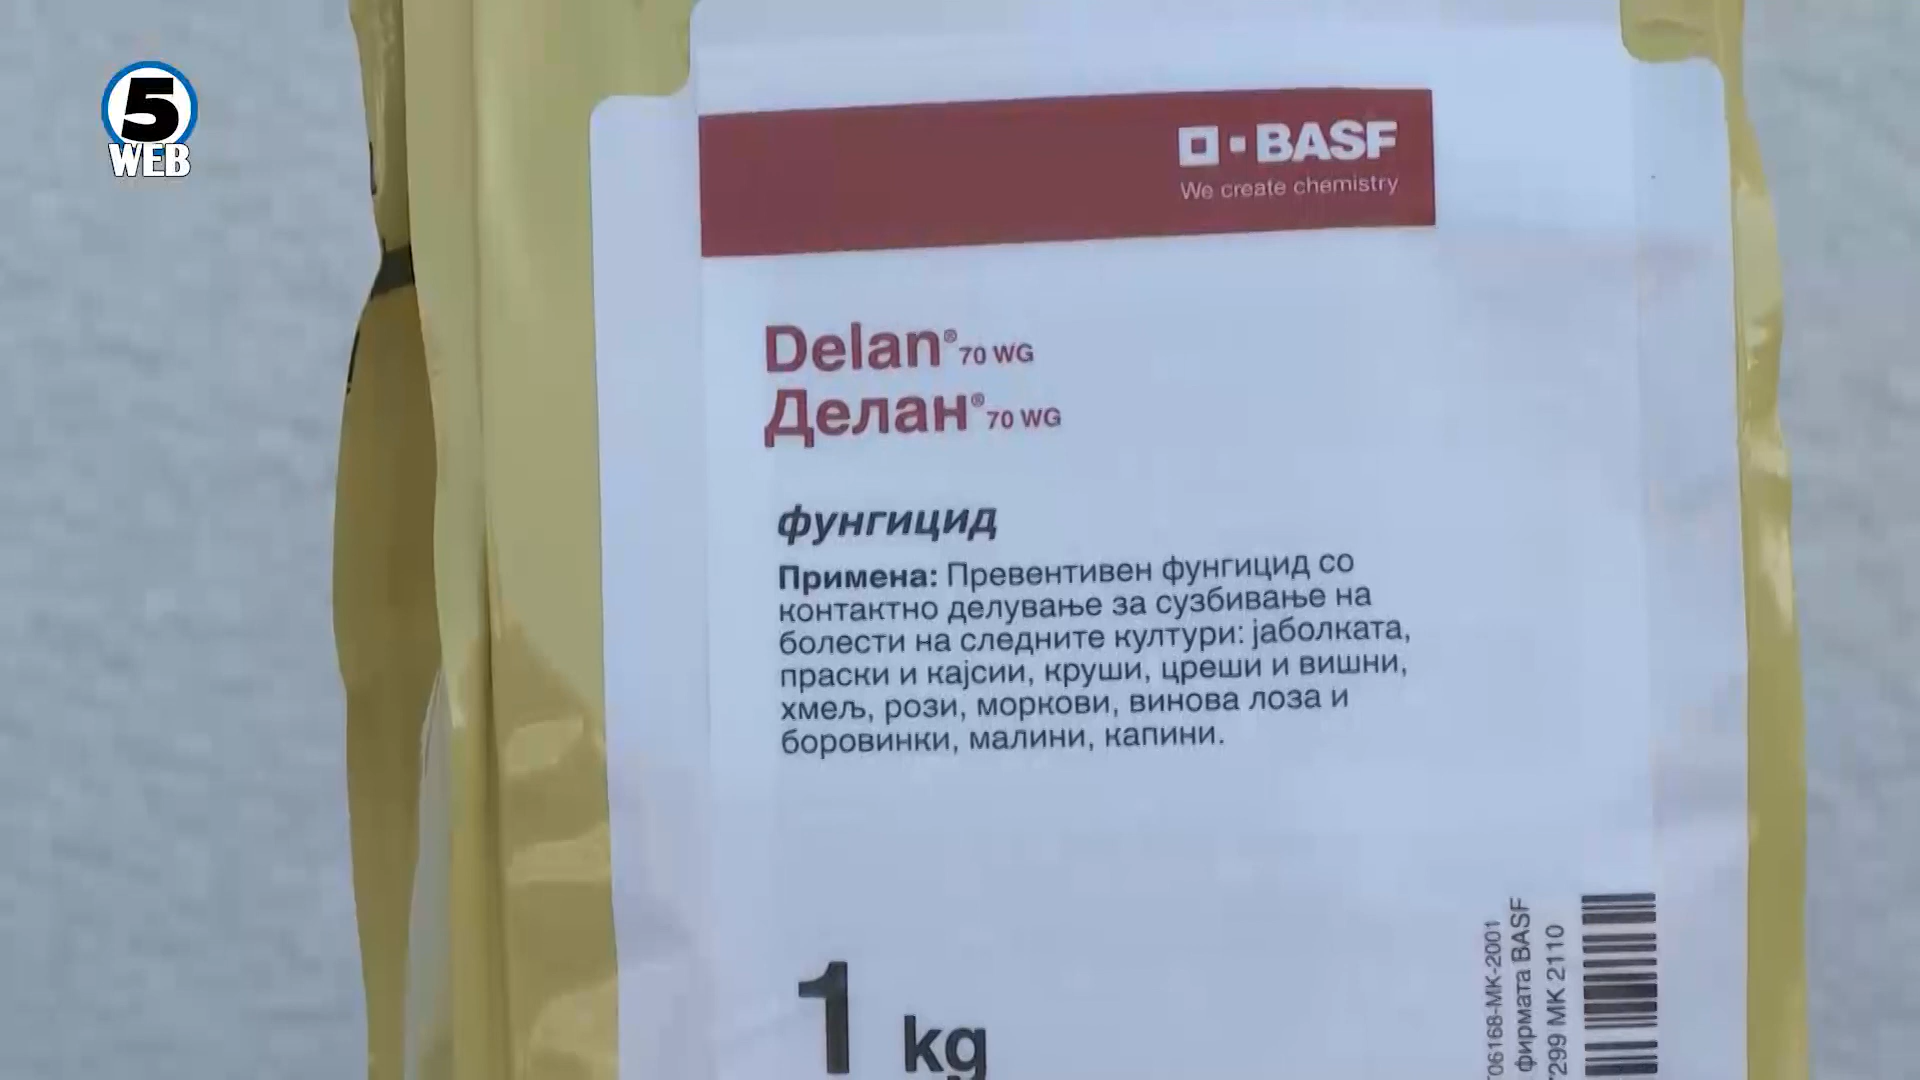 5
WEB
BASF
We create chemistry
Delan® 70 WG
Делан® 70 WG
фунгицид
Примена: Превентивен фунгицид со
контактно делување за сузбивање на
болести на следните култури: јаболката,
праски и кајсии, круши, цреши и вишни,
хмељ, рози, моркови, винова лоза и
боровинки, малини, капини.
1 kg
06168-MK-2001
фирмата BASF
299 MK 2110